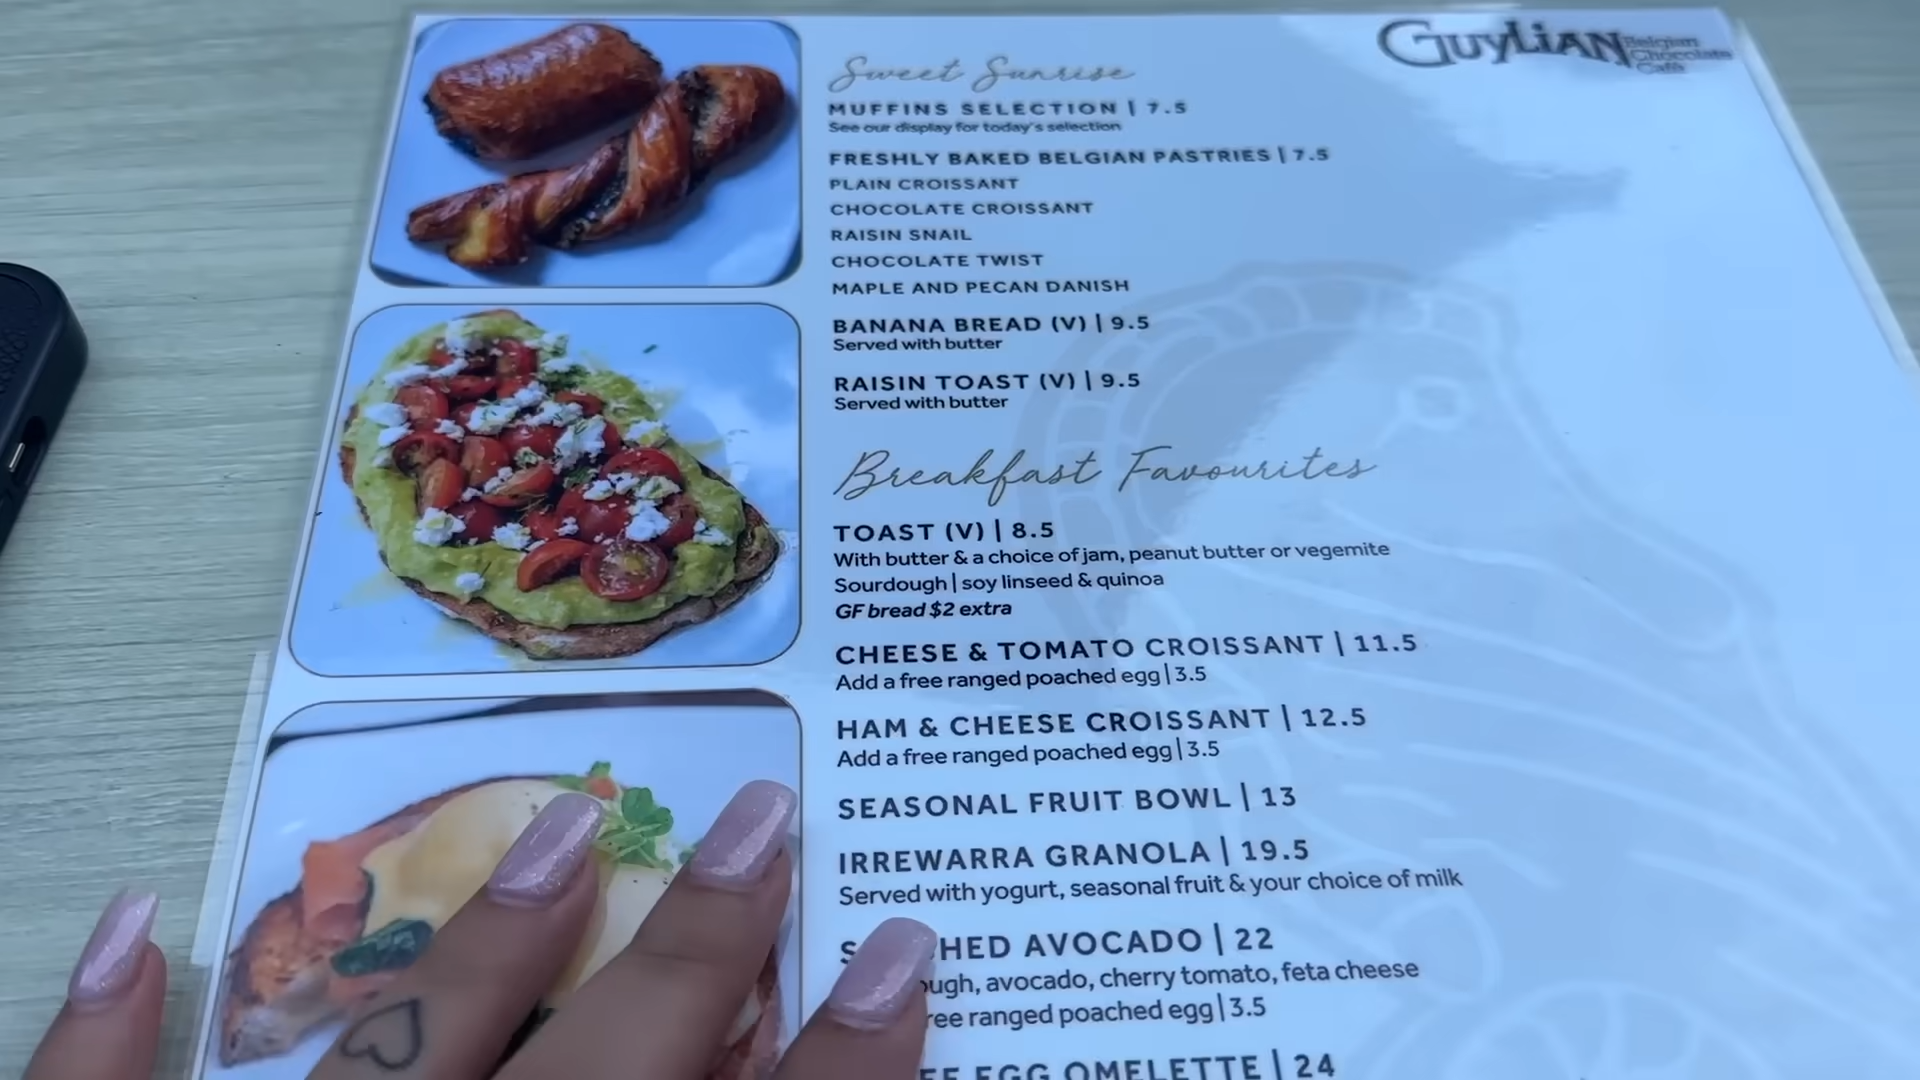 GUYLIAN Belgian
Chocolate
Café
Sweet Sunrise
MUFFINS SELECTION | 7.5
See our display for today's selection
FRESHLY BAKED BELGIAN PASTRIES | 7.5
PLAIN CROISSANT
CHOCOLATE CROISSANT
RAISIN SNAIL
CHOCOLATE TWIST
MAPLE AND PECAN DANISH
BANANA BREAD (V) | 9.5
Served with butter
RAISIN TOAST (V) | 9.5
Served with butter
Breakfast Favourites
TOAST (V) | 8.5
With butter & a choice of jam, peanut butter or vegemite
Sourdough | soy linseed & quinoa
GF bread $2 extra
CHEESE & TOMATO CROISSANT | 11.5
Add a free ranged poached egg | 3.5
HAM & CHEESE CROISSANT | 12.5
Add a free ranged poached egg | 3.5
SEASONAL FRUIT BOWL | 13
IRREWARRA GRANOLA | 19.5
Served with yogurt, seasonal fruit & your choice of milk
AVOCADO | 22
avocado, cherry tomato, feta cheese
ranged poached egg | 3.5
EGG OMELETTE | 24